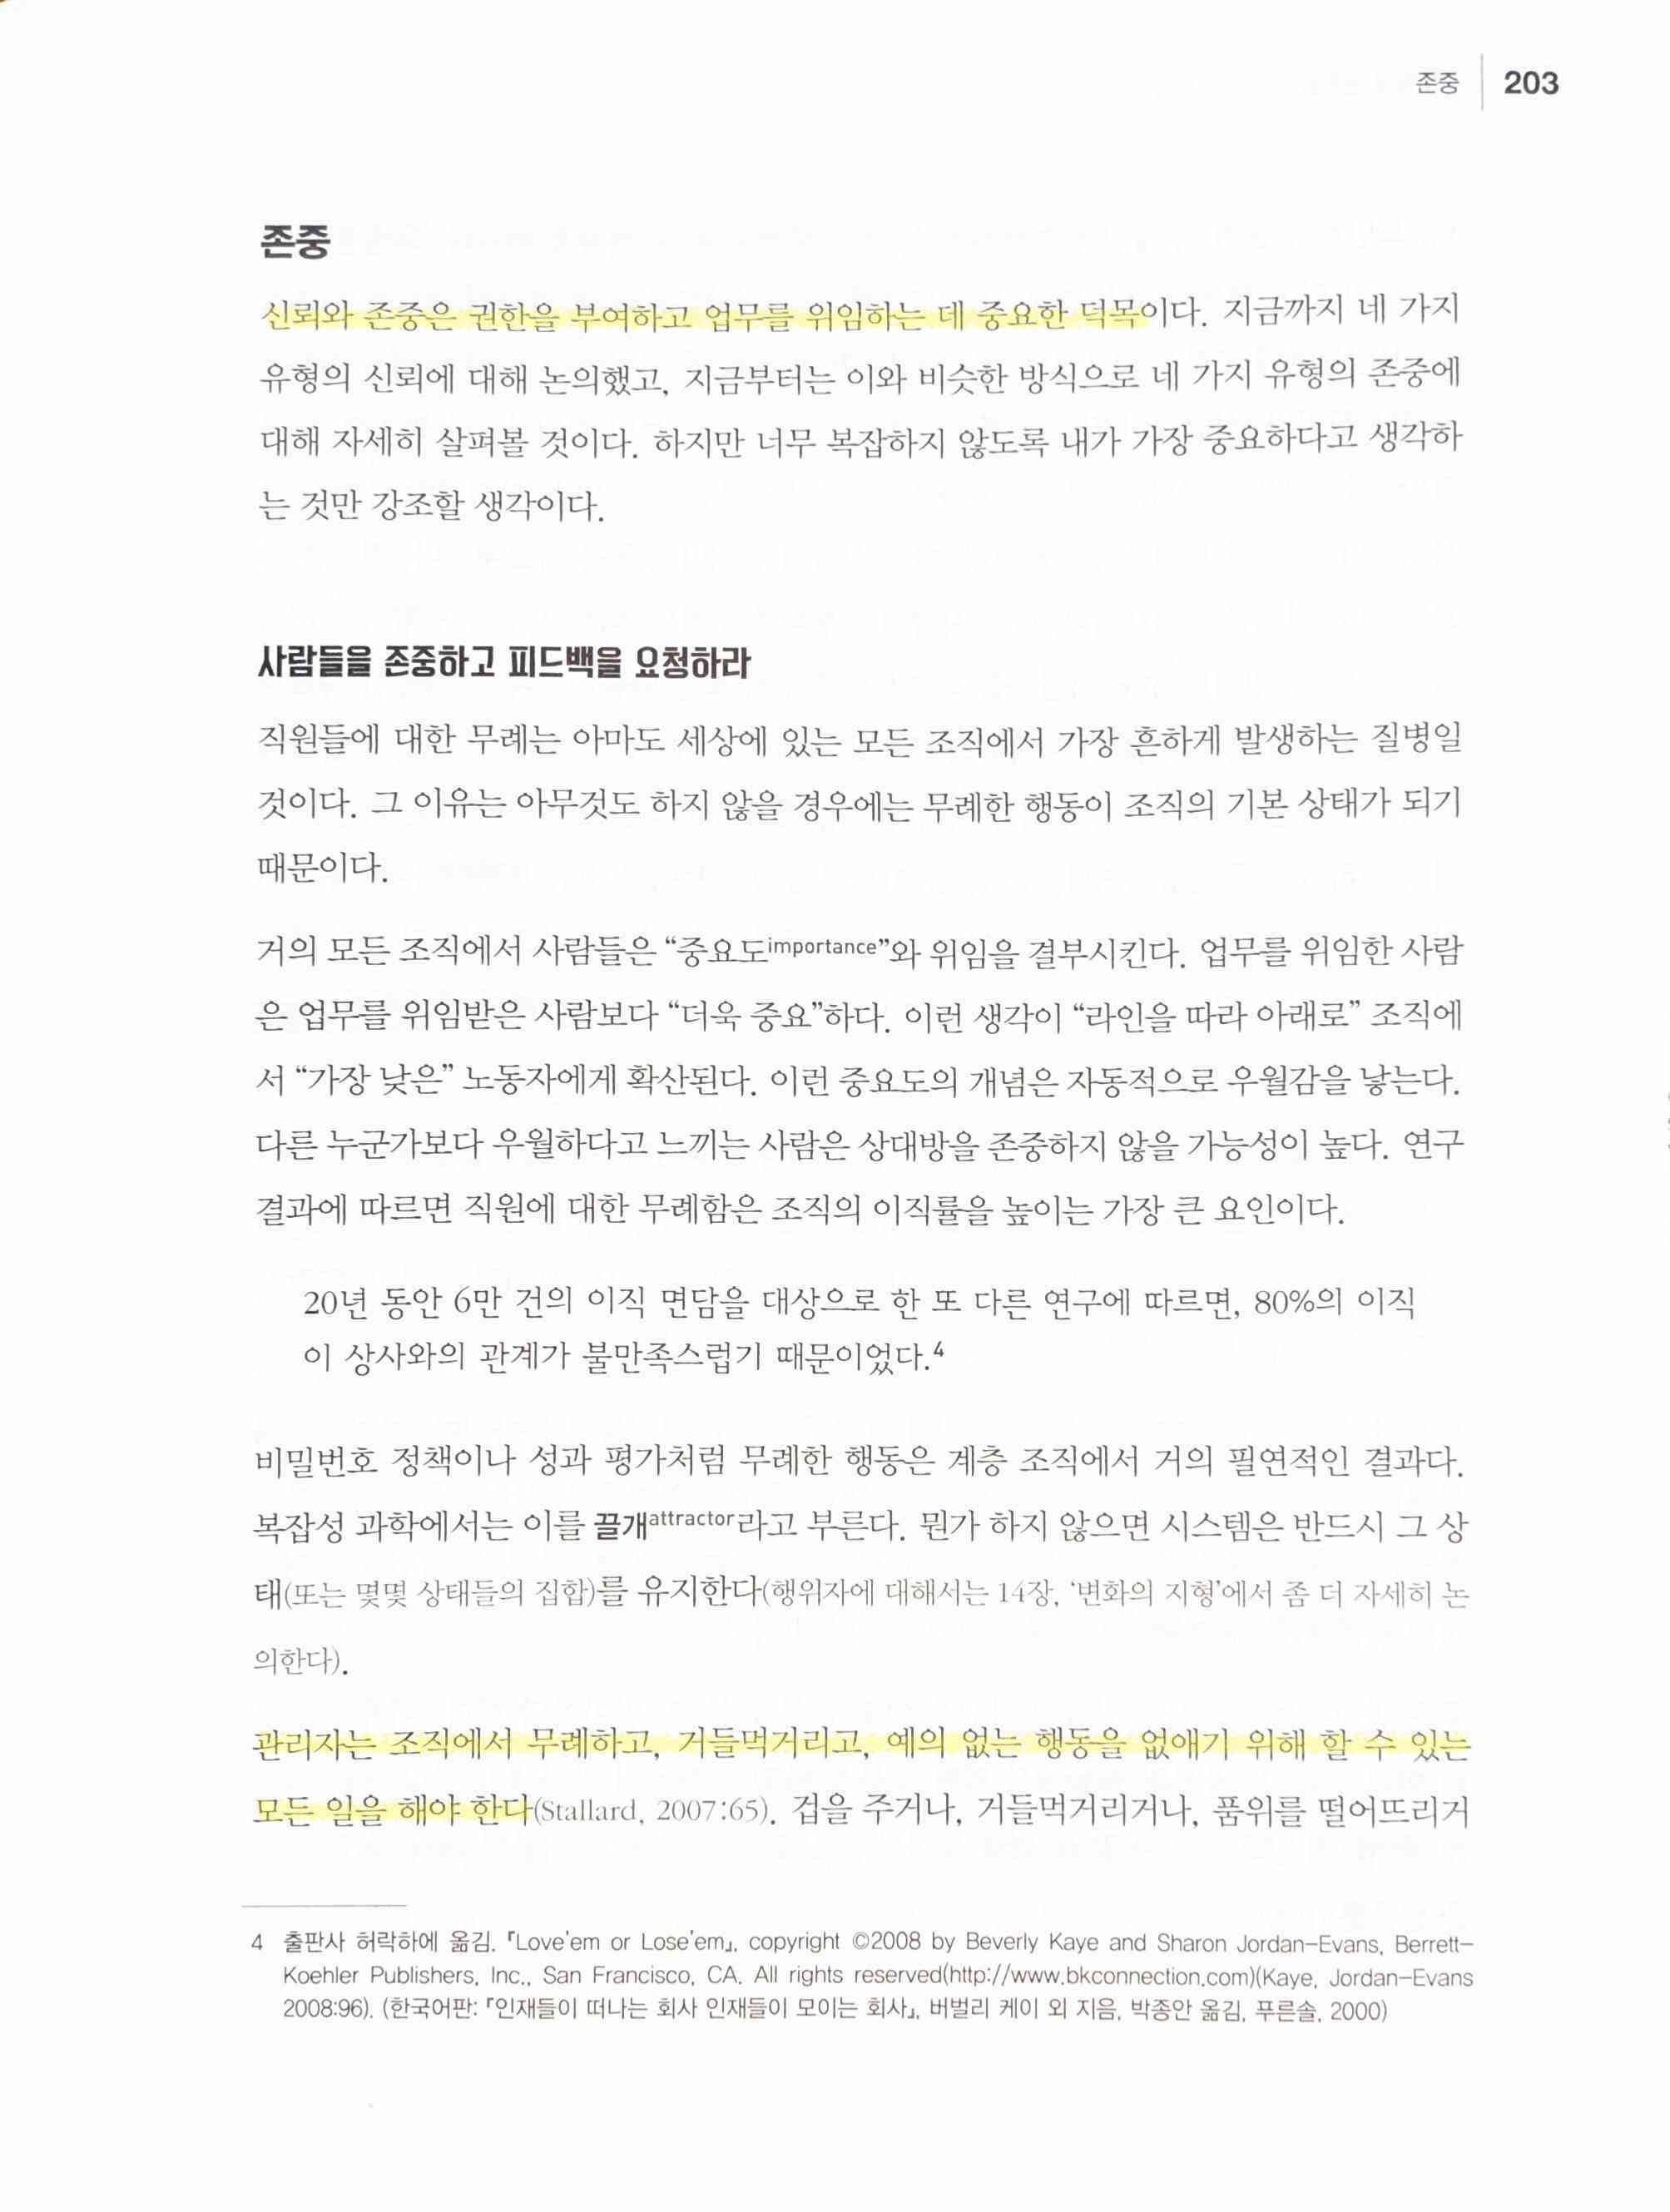 존중 203
존중
신뢰와 존중은 권한을 부여하고 업무를 위임하는 데 중요한 덕목이다. 지금까지 네 가지
유형의 신뢰에 대해 논의했고, 지금부터는 이와 비슷한 방식으로 네 가지 유형의 존중에
대해 자세히 살펴볼 것이다. 하지만 너무 복잡하지 않도록 내가 가장 중요하다고 생각하
는 것만 강조할 생각이다.
사람들을 존중하고 피드백을 요청하라
직원들에 대한 무례는 아마도 세상에 있는 모든 조직에서 가장 흔하게 발생하는 질병일
것이다. 그 이유는 아무것도 하지 않을 경우에는 무례한 행동이 조직의 기본 상태가 되기
때문이다.
거의 모든 조직에서 사람들은 “중요도importance”와 위임을 결부시킨다. 업무를 위임한 사람
은 업무를 위임받은 사람보다 “더욱 중요”하다. 이런 생각이 “라인을 따라 아래로” 조직에
서 “가장 낮은” 노동자에게 확산된다. 이런 중요도의 개념은 자동적으로 우월감을 낳는다.
다른 누군가보다 우월하다고 느끼는 사람은 상대방을 존중하지 않을 가능성이 높다. 연구
결과에 따르면 직원에 대한 무례함은 조직의 이직률을 높이는 가장 큰 요인이다.
20년 동안 6만 건의 이직 면담을 대상으로 한 또 다른 연구에 따르면, 80%의 이직
이 상사와의 관계가 불만족스럽기 때문이었다.4
비밀번호 정책이나 성과 평가처럼 무례한 행동은 계층 조직에서 거의 필연적인 결과다.
복잡성 과학에서는 이를 끌개attractor라고 부른다. 뭔가 하지 않으면 시스템은 반드시 그 상
태(또는 몇몇 상태들의 집합)를 유지한다(행위자에 대해서는 14장, ‘변화의 지형’에서 좀 더 자세히 논
의한다).
관리자는 조직에서 무례하고, 거들먹거리고, 예의 없는 행동을 없애기 위해 할 수 있는
모든 일을 해야 한다(Stallard, 2007:65). 겁을 주거나, 거들먹거리거나, 품위를 떨어뜨리거
4 출판사 허락하에 옮김. 『Love'em or Lose'em』, copyright ©2008 by Beverly Kaye and Sharon Jordan-Evans, Berrett-
Koehler Publishers, Inc., San Francisco, CA. All rights reserved(http://www.bkconnection.com)(Kaye, Jordan-Evans
2008:96). (한국어판: 『인재들이 떠나는 회사 인재들이 모이는 회사』, 버벌리 케이 외 지음, 박종안 옮김, 푸른솔, 2000)